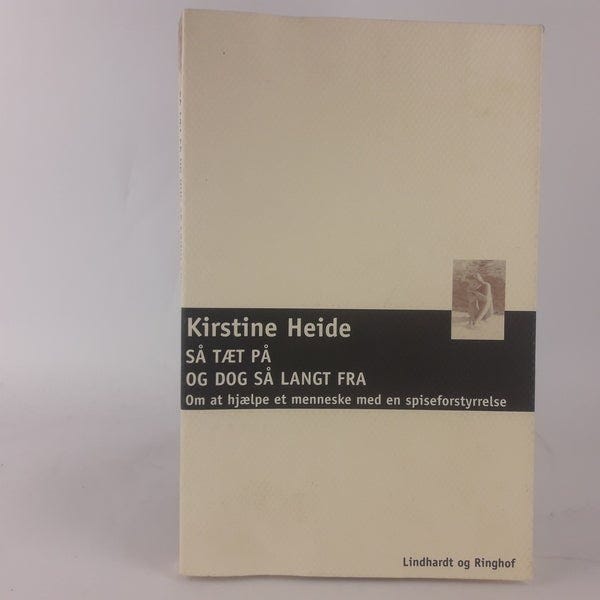 Kirstine Heide
SÅ TÆT PÅ
OG DOG SÅ LANGT FRA
Om at hjælpe et menneske med en spiseforstyrrelse
Lindhardt og Ringhof